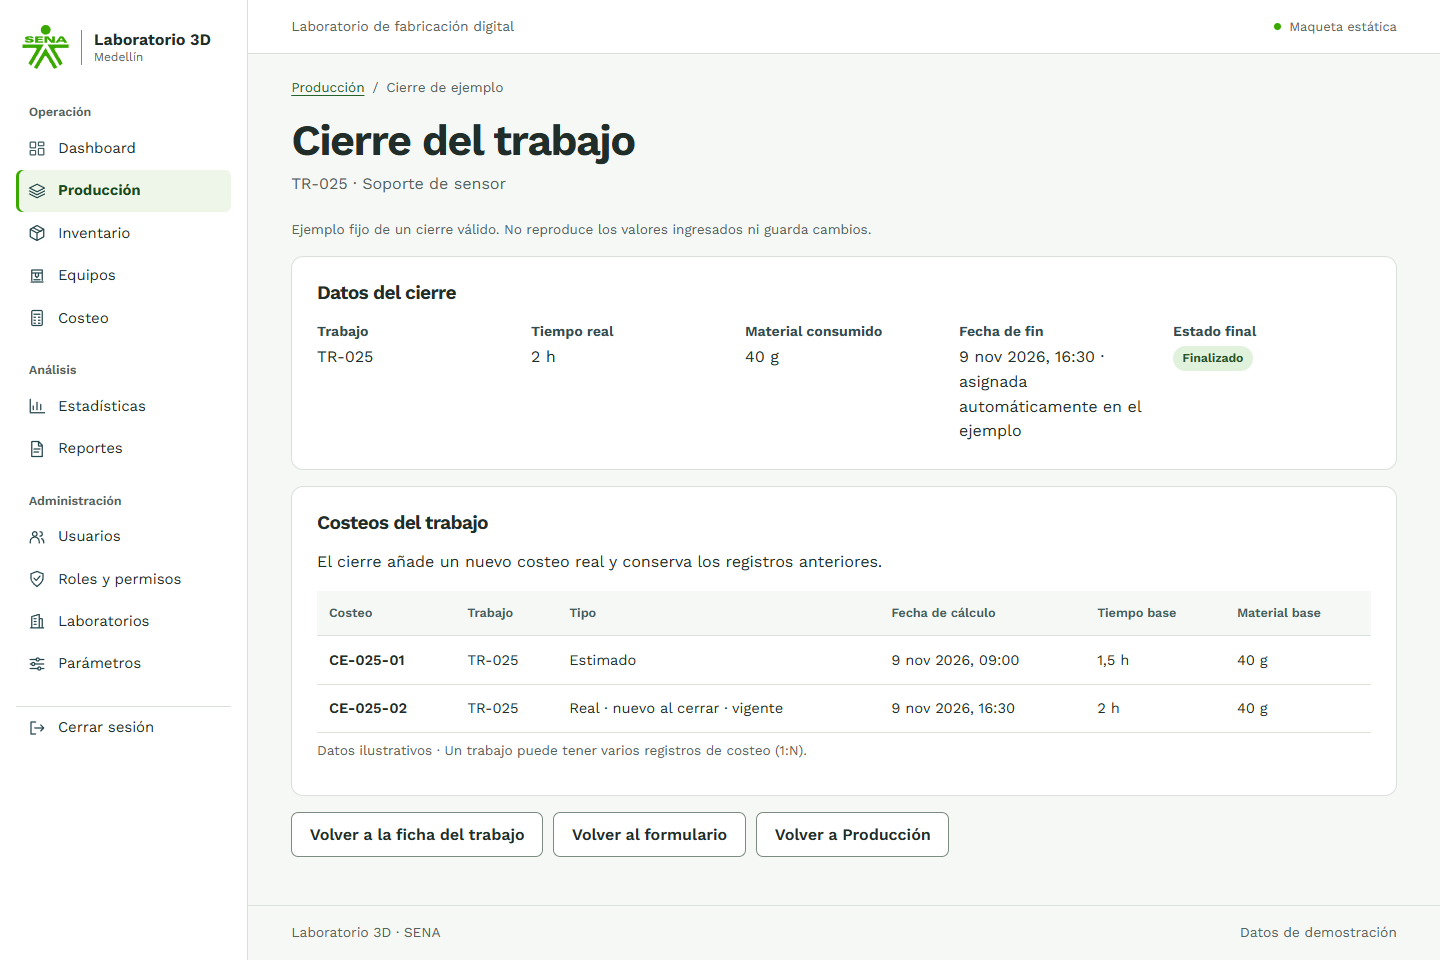 SENA
Laboratorio 3D
Medellín
Operación
Dashboard
Producción
Inventario
Equipos
Costeo
Análisis
Estadísticas
Reportes
Administración
Usuarios
Roles y permisos
Laboratorios
Parámetros
Cerrar sesión
Laboratorio de fabricación digital
Maqueta estática
Producción / Cierre de ejemplo
Cierre del trabajo
TR-025 · Soporte de sensor
Ejemplo fijo de un cierre válido. No reproduce los valores ingresados ni guarda cambios.
Datos del cierre
Trabajo
TR-025
Tiempo real
2 h
Material consumido
40 g
Fecha de fin
9 nov 2026, 16:30 ·
asignada
automáticamente en el
ejemplo
Estado final
Finalizado
Costeos del trabajo
El cierre añade un nuevo costeo real y conserva los registros anteriores.
Costeo Trabajo Tipo Fecha de cálculo Tiempo base Material base
CE-025-01 TR-025 Estimado 9 nov 2026, 09:00 1,5 h 40 g
CE-025-02 TR-025 Real · nuevo al cerrar · vigente 9 nov 2026, 16:30 2 h 40 g
Datos ilustrativos · Un trabajo puede tener varios registros de costeo (1:N).
Volver a la ficha del trabajo Volver al formulario Volver a Producción
Laboratorio 3D · SENA
Datos de demostración